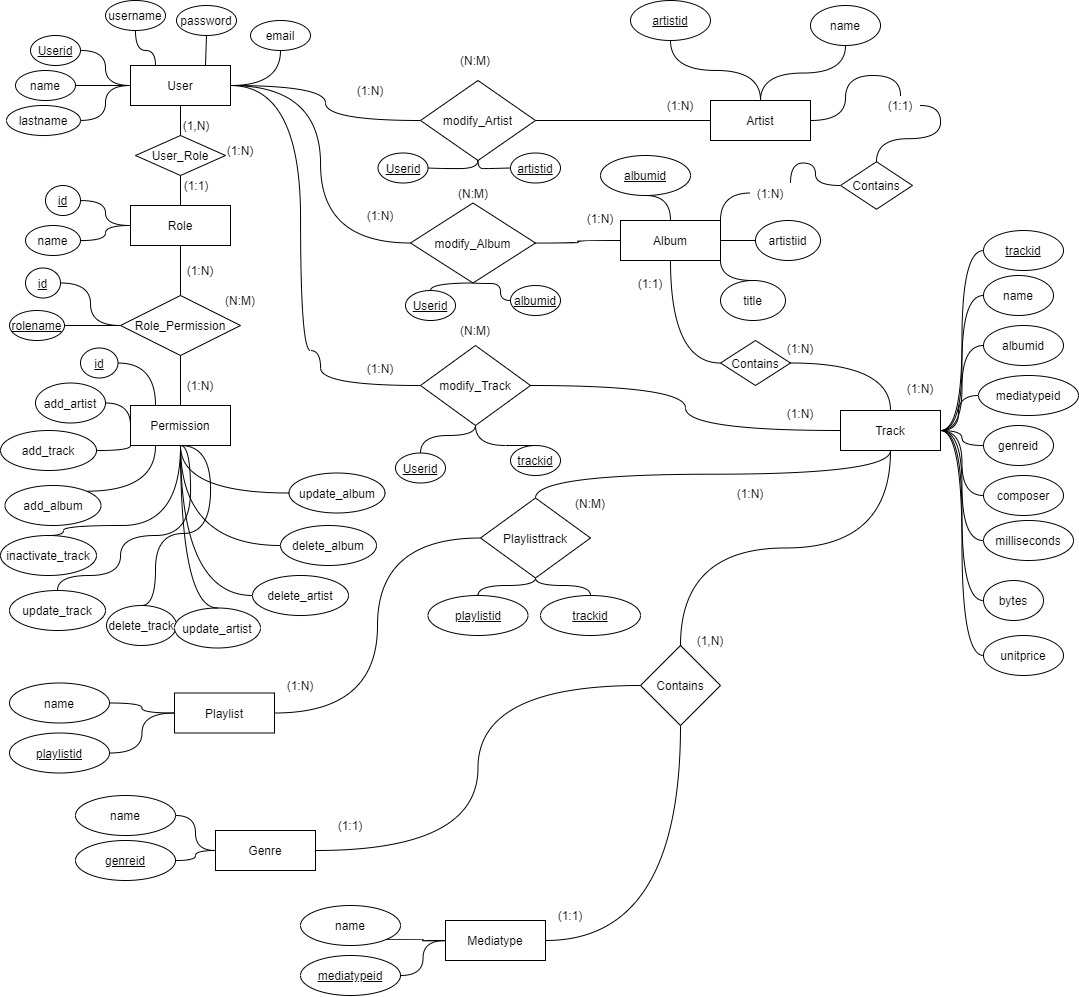 username
password
artistid
name
email
Userid
(N:M)
User
name
(1:N)
(1:N)
(1:1)
lastname
modify_Artist
Artist
(1,N)
User_Role
(1:N)
Userid
artistid
albumid
Contains
(1:1)
(N:M)
(1:N)
id
(1:N)
(1:N)
Role
name
modify_Album
Album
artistiid
trackid
(1:N)
(1:1)
id
(N:M)
Userid
albumid
title
name
rolename
Role_Permission
(N:M)
albumid
(1:N)
id
Contains
(1:N)
(1:N)
modify_Track
(1:N)
mediatypeid
add_artist
(1:N)
Permission
Track
genreid
add_track
Userid
trackid
update_album
(1:N)
composer
add_album
(N:M)
inactivate_track
delete_album
Playlisttrack
milliseconds
delete_artist
bytes
update_track
playlistid
trackid
delete_track
update_artist
(1,N)
unitprice
(1:N)
Contains
name
Playlist
playlistid
name
(1:1)
Genre
genreid
(1:1)
name
Mediatype
mediatypeid